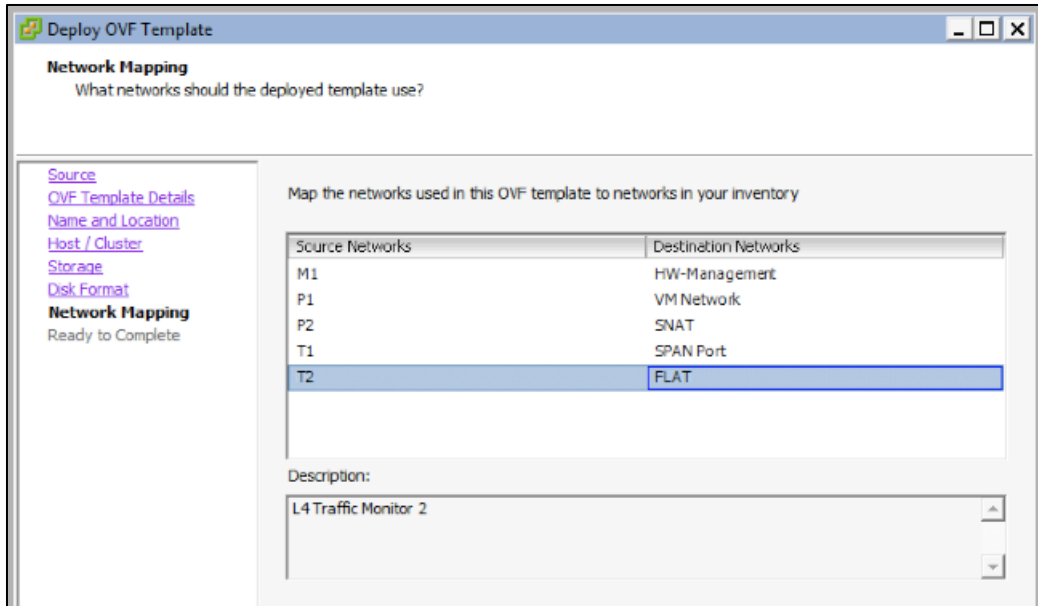 Deploy OVF Template
Network Mapping
What networks should the deployed template use?
Source
OVF Template Details
Name and Location
Host / Cluster
Storage
Disk Format
Network Mapping
Ready to Complete
Map the networks used in this OVF template to networks in your inventory
Source Networks Destination Networks
M1 HW-Management
P1 VM Network
P2 SNAT
T1 SPAN Port
T2 FLAT
Description:
L4 Traffic Monitor 2